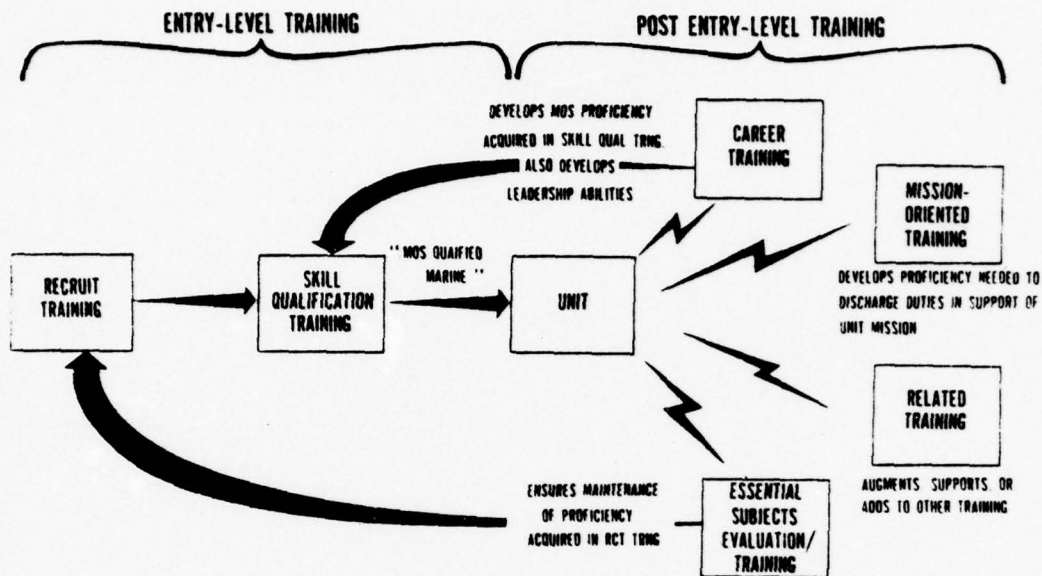 ENTRY-LEVEL TRAINING
POST ENTRY-LEVEL TRAINING
DEVELOPS MOS PROFICIENCY
ACQUIRED IN SKILL QUAL TRNG.
ALSO DEVELOPS
LEADERSHIP ABILITIES
CAREER
TRAINING
MISSION-
ORIENTED
TRAINING
DEVELOPS PROFICIENCY NEEDED TO
DISCHARGE DUTIES IN SUPPORT OF
UNIT MISSION
RECRUIT
TRAINING
SKILL
QUALIFICATION
TRAINING
"MOS QUAIFIED
MARINE"
UNIT
RELATED
TRAINING
AUGMENTS, SUPPORTS, OR
ADDS TO OTHER TRAINING
ENSURES MAINTENANCE
OF PROFICIENCY
ACQUIRED IN RCT TRNG
ESSENTIAL
SUBJECTS
EVALUATION/
TRAINING